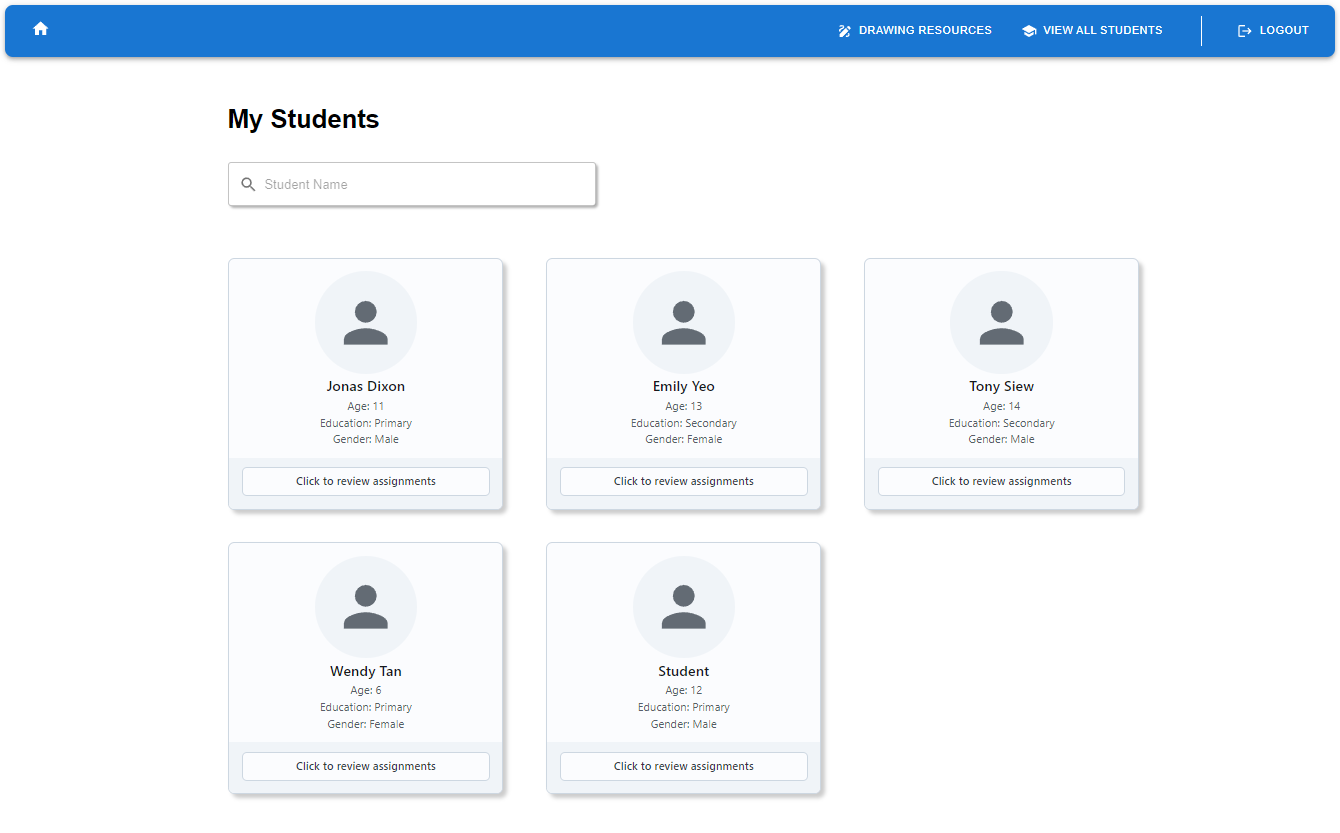 DRAWING RESOURCES
VIEW ALL STUDENTS
LOGOUT
My Students
Student Name
Jonas Dixon
Age: 11
Education: Primary
Gender: Male
Click to review assignments
Emily Yeo
Age: 13
Education: Secondary
Gender: Female
Click to review assignments
Tony Siew
Age: 14
Education: Secondary
Gender: Male
Click to review assignments
Wendy Tan
Age: 6
Education: Primary
Gender: Female
Click to review assignments
Student
Age: 12
Education: Primary
Gender: Male
Click to review assignments